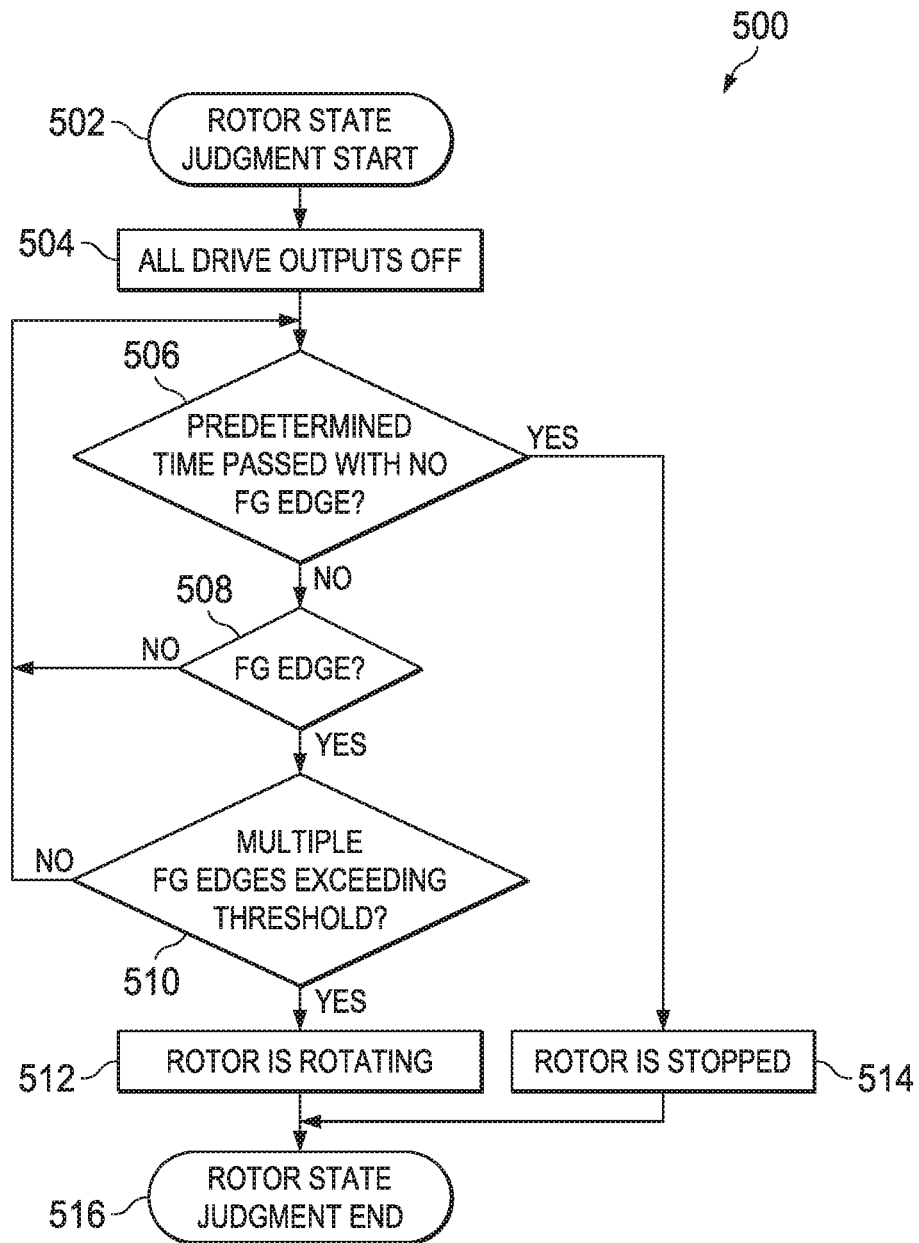 500
502
ROTOR STATE
JUDGMENT START
504
ALL DRIVE OUTPUTS OFF
506
PREDETERMINED
TIME PASSED WITH NO
FG EDGE?
YES
NO
508
FG EDGE?
NO
YES
MULTIPLE
FG EDGES EXCEEDING
THRESHOLD?
NO
510
YES
512
ROTOR IS ROTATING
ROTOR IS STOPPED
514
516
ROTOR STATE
JUDGMENT END